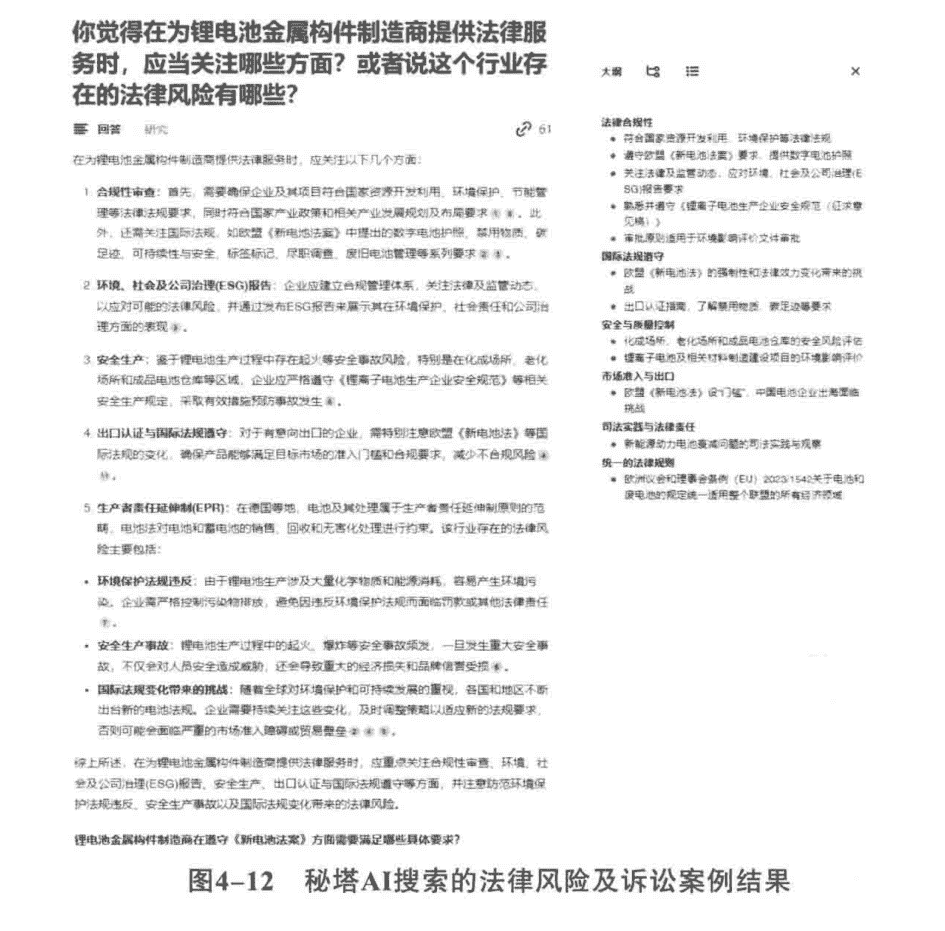 你觉得在为锂电池金属构件制造商提供法律服
务时，应当关注哪些方面？或者说这个行业存
在的法律风险有哪些？
回答 研究 61
在为锂电池金属构件制造商提供法律服务时，应关注以下几个方面：
1. 合规性审查：首先，需要确保企业及其项目符合国家资源开发利用、环境保护、节能管
理等法律法规要求，同时符合国家产业政策和相关产业发展规划及布局要求。此
外，还需关注国际法规，如欧盟《新电池法案》中提出的数字电池护照、禁用物质、碳
足迹、可持续性与安全、标签标记、尽职调查、废旧电池管理等系列要求。
2. 环境、社会及公司治理(ESG)报告：企业应建立合规管理体系，关注法律及监管动态，
以应对可能的法律风险，并通过发布ESG报告来展示其在环境保护、社会责任和公司治
理方面的表现。
3. 安全生产：鉴于锂电池生产过程中存在起火等安全事故风险，特别是在化成场所、老化
场所和成品电池仓库等区域，企业应严格遵守《锂离子电池生产企业安全规范》等相关
安全生产规定，采取有效措施预防事故发生。
4. 出口认证与国际法规遵守：对于有意向出口的企业，需特别注意欧盟《新电池法》等国
际法规的变化，确保产品能够满足目标市场的准入门槛和合规要求，减少不合规风险
。
5. 生产者责任延伸制(EPR)：在德国等地，电池及其处理属于生产者责任延伸制原则的范
畴，电池法对电池和蓄电池的销售、回收和无害化处理进行约束。该行业存在的法律风
险主要包括：
• 环境保护法规违反：由于锂电池生产涉及大量化学物质和能源消耗，容易产生环境污
染。企业需严格控制污染物排放，避免因违反环境保护法规而面临罚款或其他法律责任
。
• 安全生产事故：锂电池生产过程中的起火、爆炸等安全事故频发，一旦发生重大安全事
故，不仅会对人员安全造成威胁，还会导致重大的经济损失和品牌信誉受损。
• 国际法规变化带来的挑战：随着全球对环境保护和可持续发展的重视，各国和地区不断
出台新的电池法规。企业需要持续关注这些变化，及时调整策略以适应新的法规要求，
否则可能会面临严重的市场准入障碍或贸易壁垒。
综上所述，在为锂电池金属构件制造商提供法律服务时，应重点关注合规性审查、环境、社
会及公司治理(ESG)报告、安全生产、出口认证与国际法规遵守等方面，并注意防范环境保
护法规违反、安全生产事故以及国际法规变化带来的法律风险。
锂电池金属构件制造商在遵守《新电池法案》方面需要满足哪些具体要求？
大纲
法律合规性
• 符合国家资源开发利用、环境保护等法律法规
• 遵守欧盟《新电池法案》要求，提供数字电池护照
• 关注法律及监管动态，应对环境、社会及公司治理(E
SG)报告要求
• 熟悉并遵守《锂离子电池生产企业安全规范（征求意
见稿）》
• 审批原则适用于环境影响评价文件审批
国际法规遵守
• 欧盟《新电池法》的强制性和法律效力变化带来的挑
战
• 出口认证指南，了解禁用物质、碳足迹等要求
安全与质量控制
• 化成场所、老化场所和成品电池仓库的安全风险评估
• 锂离子电池及相关材料制造建设项目的环境影响评价
市场准入与出口
• 欧盟《新电池法》设“门槛”，中国电池企业出海面临
挑战
司法实践与法律责任
• 新能源动力电池衰减问题的司法实践与观察
统一的法律规则
• 欧洲议会和理事会条例（EU）2023/1542关于电池和
废电池的规定统一适用整个联盟的所有经济领域
图4-12 秘塔AI搜索的法律风险及诉讼案例结果